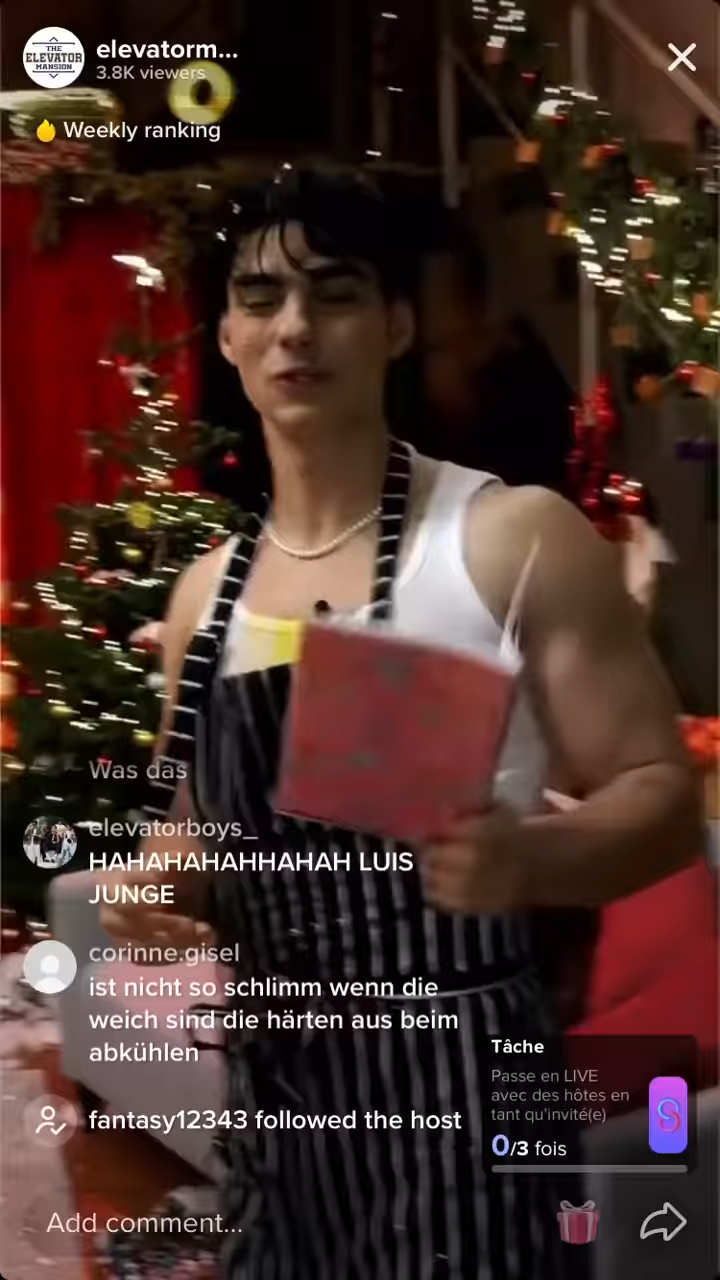 THE
ELEVATOR
MANSION
elevatorm...
3.8K viewers
Weekly ranking
Was das
elevatorboys_
HAHAHAHAHHAHAH LUIS
JUNGE
corinne.gisel
ist nicht so schlimm wenn die
weich sind die härten aus beim
abkühlen
fantasy12343 followed the host
Tâche
Passe en LIVE
avec des hôtes en
tant qu'invité(e)
0/3 fois
Add comment...